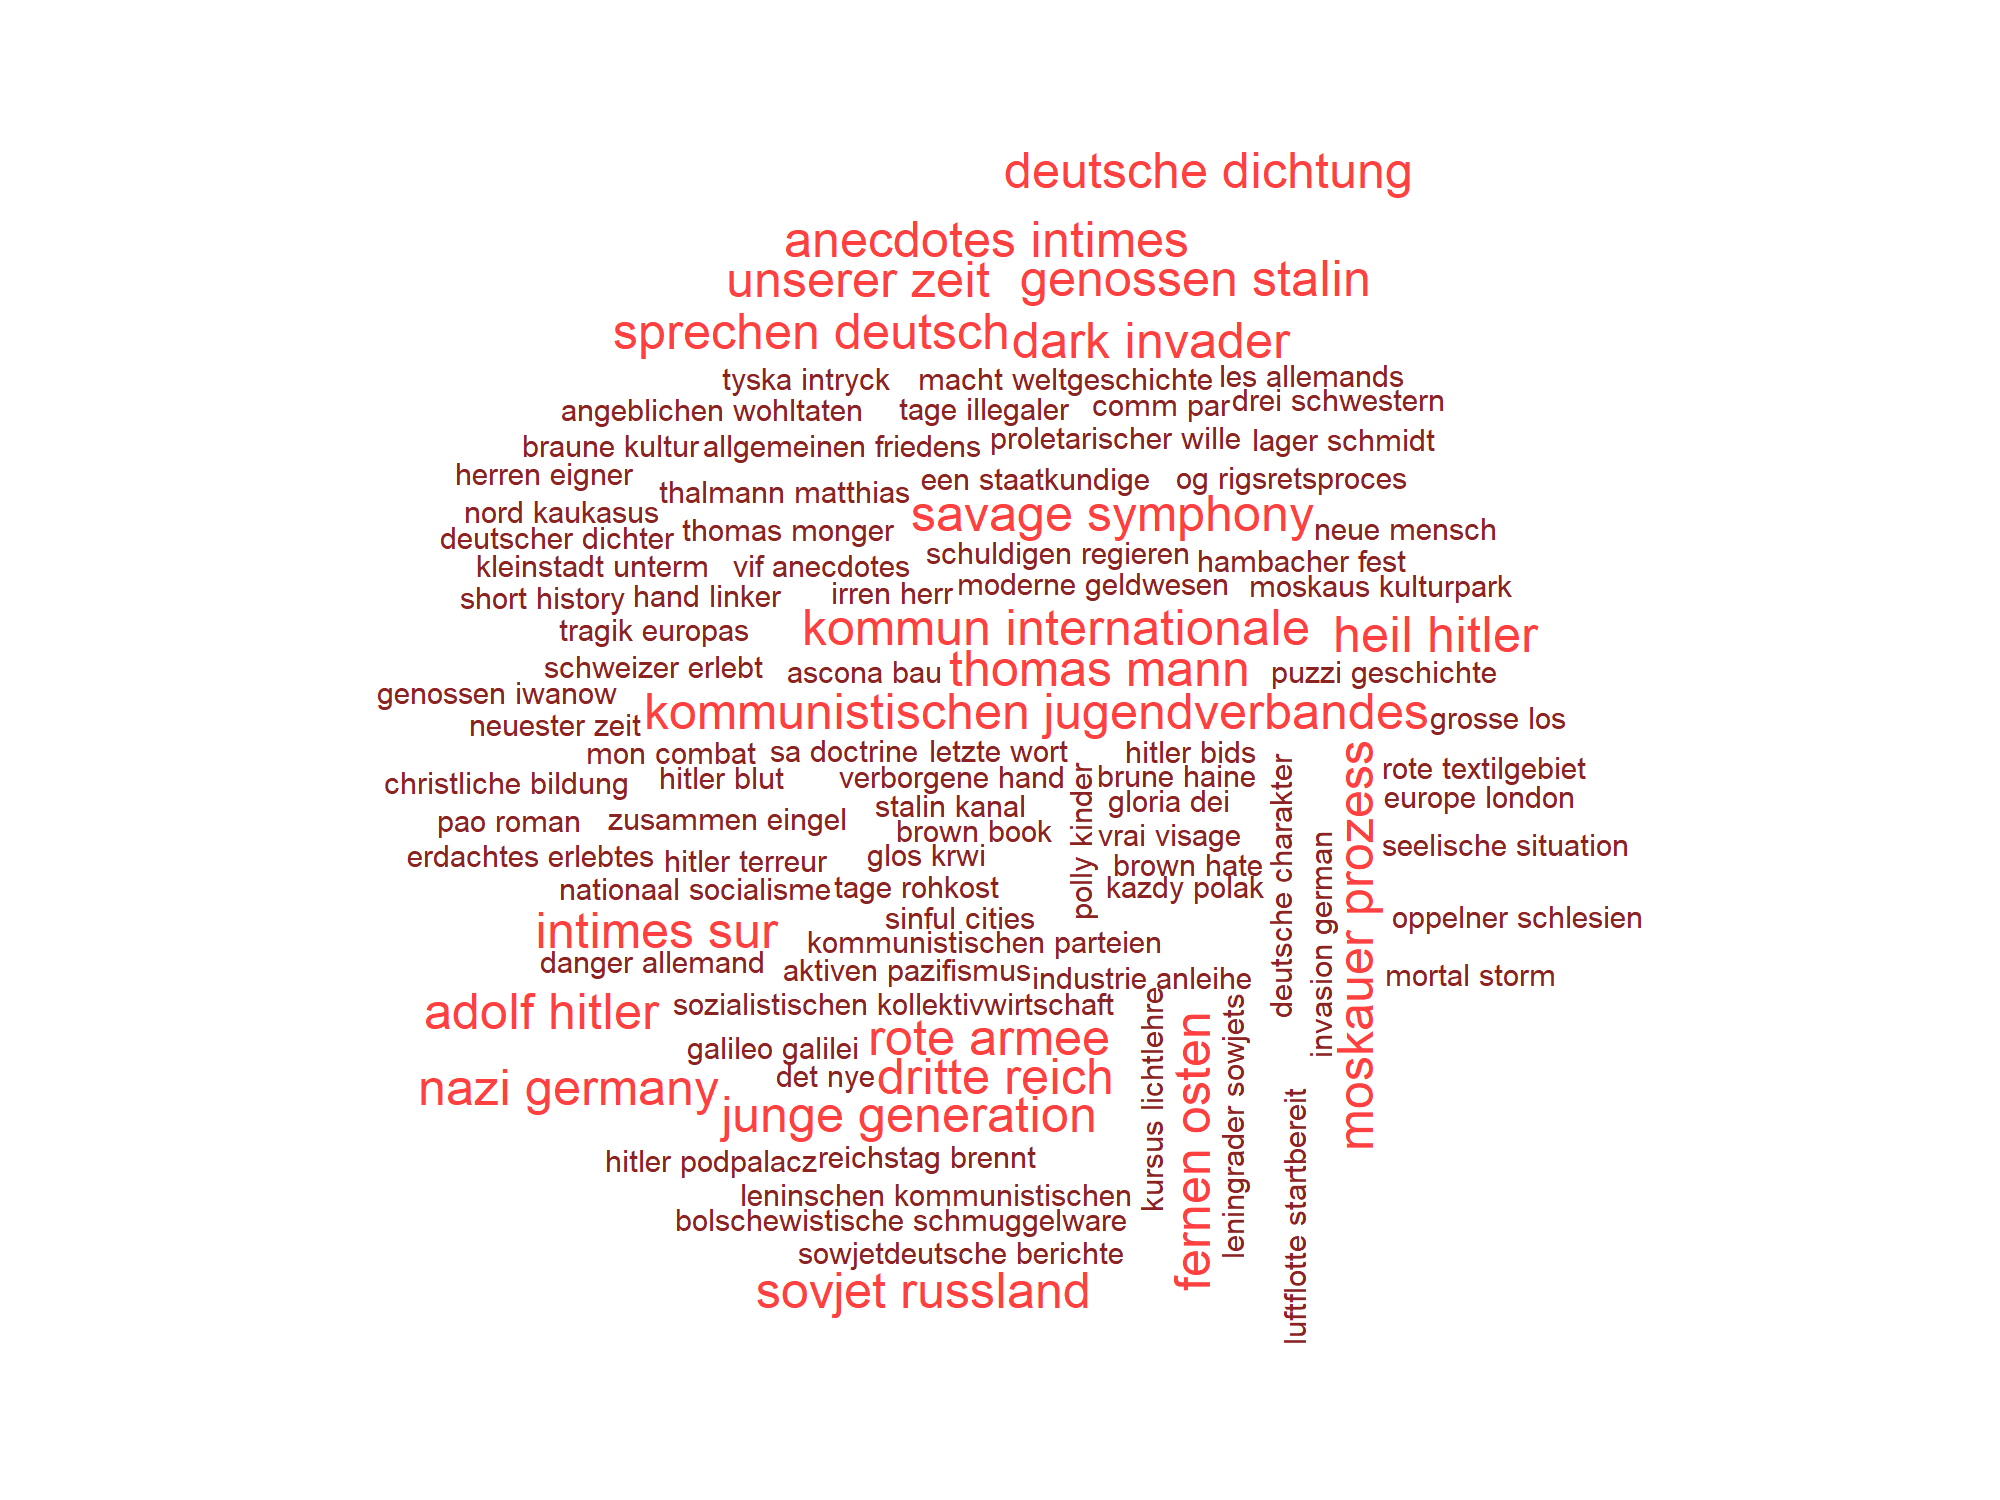 deutsche dichtung
anecdotes intimes
unserer zeit
genossen stalin
sprechen deutsch
dark invader
tyska intryck
macht weltgeschichte
les allemands
angeblichen wohltaten
tage illegaler
comm par
drei schwestern
braune kultur
allgemeinen friedens
proletarischer wille
lager schmidt
herren eigner
thalmann matthias
een staatkundige
og rigsretsproces
nord kaukasus
savage symphony
deutscher dichter
thomas monger
neue mensch
kleinstadt unterm
vif anecdotes
schuldigen regieren
hambacher fest
short history
hand linker
irren herr
moderne geldwesen
moskaus kulturpark
tragik europas
kommun internationale
heil hitler
schweizer erlebt
ascona bau
thomas mann
puzzi geschichte
genossen iwanow
neuester zeit
kommunistischen jugendverbandes
grosse los
mon combat
sa doctrine
letzte wort
hitler bids
christliche bildung
hitler blut
verborgene hand
brune haine
rote textilgebiet
stalin kanal
gloria dei
europe london
pao roman
zusammen eingel
brown book
polly kinder
vrai visage
deutsche charakter
invasion german
moskauer prozess
seelische situation
erdachtes erlebtes
hitler terreur
glos krwi
brown hate
nationaal socialisme
tage rohkost
kazdy polak
intimes sur
sinful cities
oppelner schlesien
kommunistischen parteien
danger allemand
aktiven pazifismus
industrie anleihe
mortal storm
adolf hitler
sozialistischen kollektivwirtschaft
galileo galilei
rote armee
kursus lichtlehre
fernen osten
leningrader sowjets
luftflotte startbereit
nazi germany
det nye
dritte reich
junge generation
hitler podpalacz
reichstag brennt
leninschen kommunistischen
bolschewistische schmuggelware
sowjetdeutsche berichte
sovjet russland